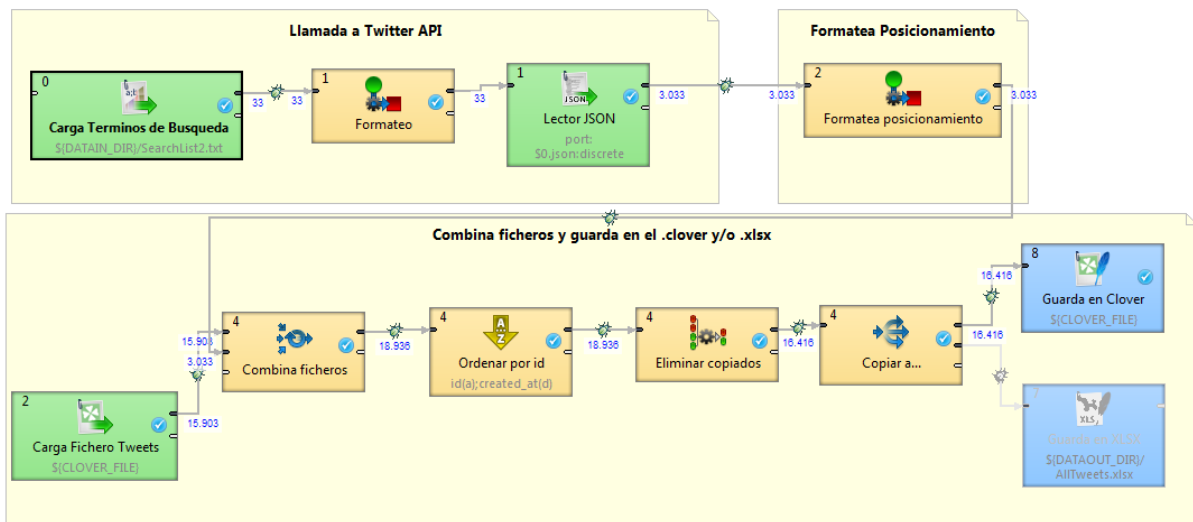 Llamada a Twitter API
Formatea Posicionamiento
0
a;b
Carga Terminos de Busqueda
${DATAIN_DIR}/SearchList2.txt
33
33
1
Formateo
33
1
JSON
Lector JSON
port:
$0.json:discrete
3.033
3.033
2
Formatea posicionamiento
3.033
Combina ficheros y guarda en el .clover y/o .xlsx
2
Carga Fichero Tweets
${CLOVER_FILE}
15.903
15.903
3.033
4
Combina ficheros
18.936
4
A
Z
Ordenar por id
id(a);created_at(d)
18.936
4
Eliminar copiados
16.416
4
Copiar a...
16.416
16.416
8
Guarda en Clover
${CLOVER_FILE}
7
XLS
Guarda en XLSX
${DATAOUT_DIR}/
AllTweets.xlsx